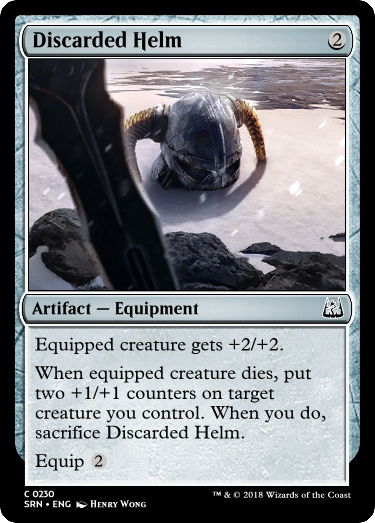 Discarded Helm 2
Artifact — Equipment
Equipped creature gets +2/+2.
When equipped creature dies, put
two +1/+1 counters on target
creature you control. When you do,
sacrifice Discarded Helm.
Equip 2
C 0230
SRN • ENG Henry Wong
™ & © 2018 Wizards of the Coast